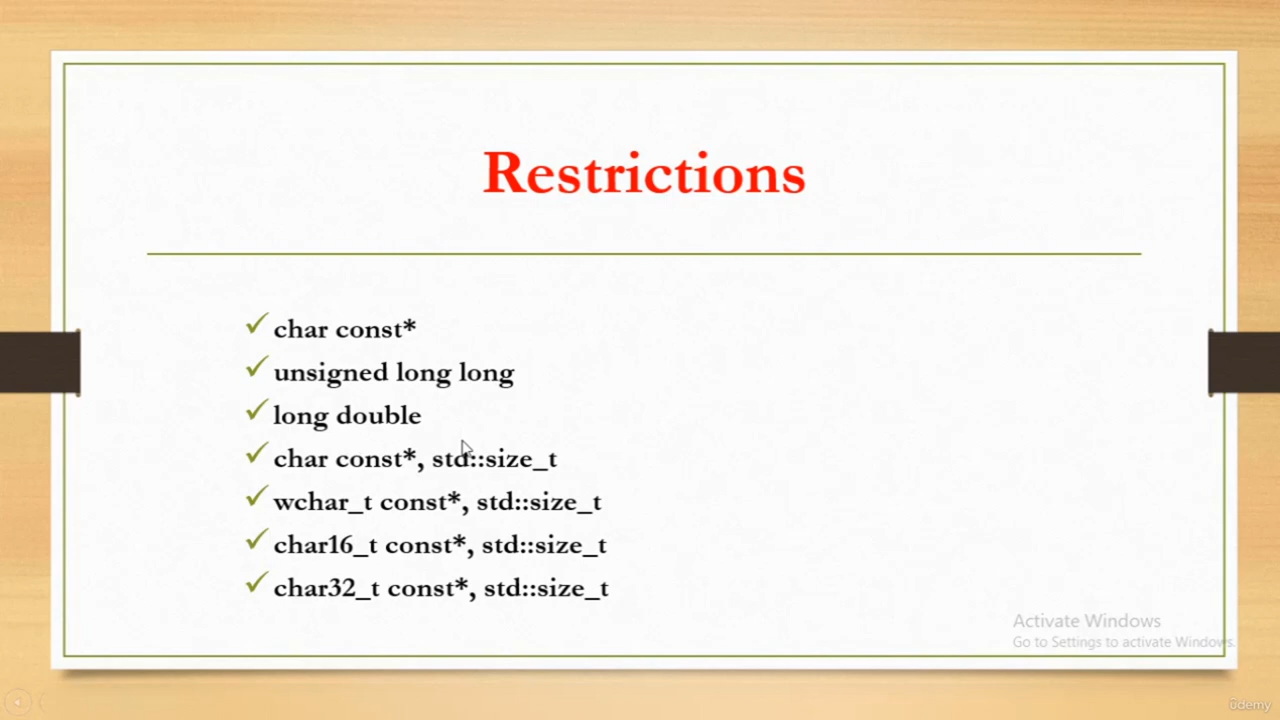 Restrictions
char const*
unsigned long long
long double
char const*, std::size_t
wchar_t const*, std::size_t
char16_t const*, std::size_t
char32_t const*, std::size_t
Activate Windows
Go to Settings to activate Windows.
ûdemy